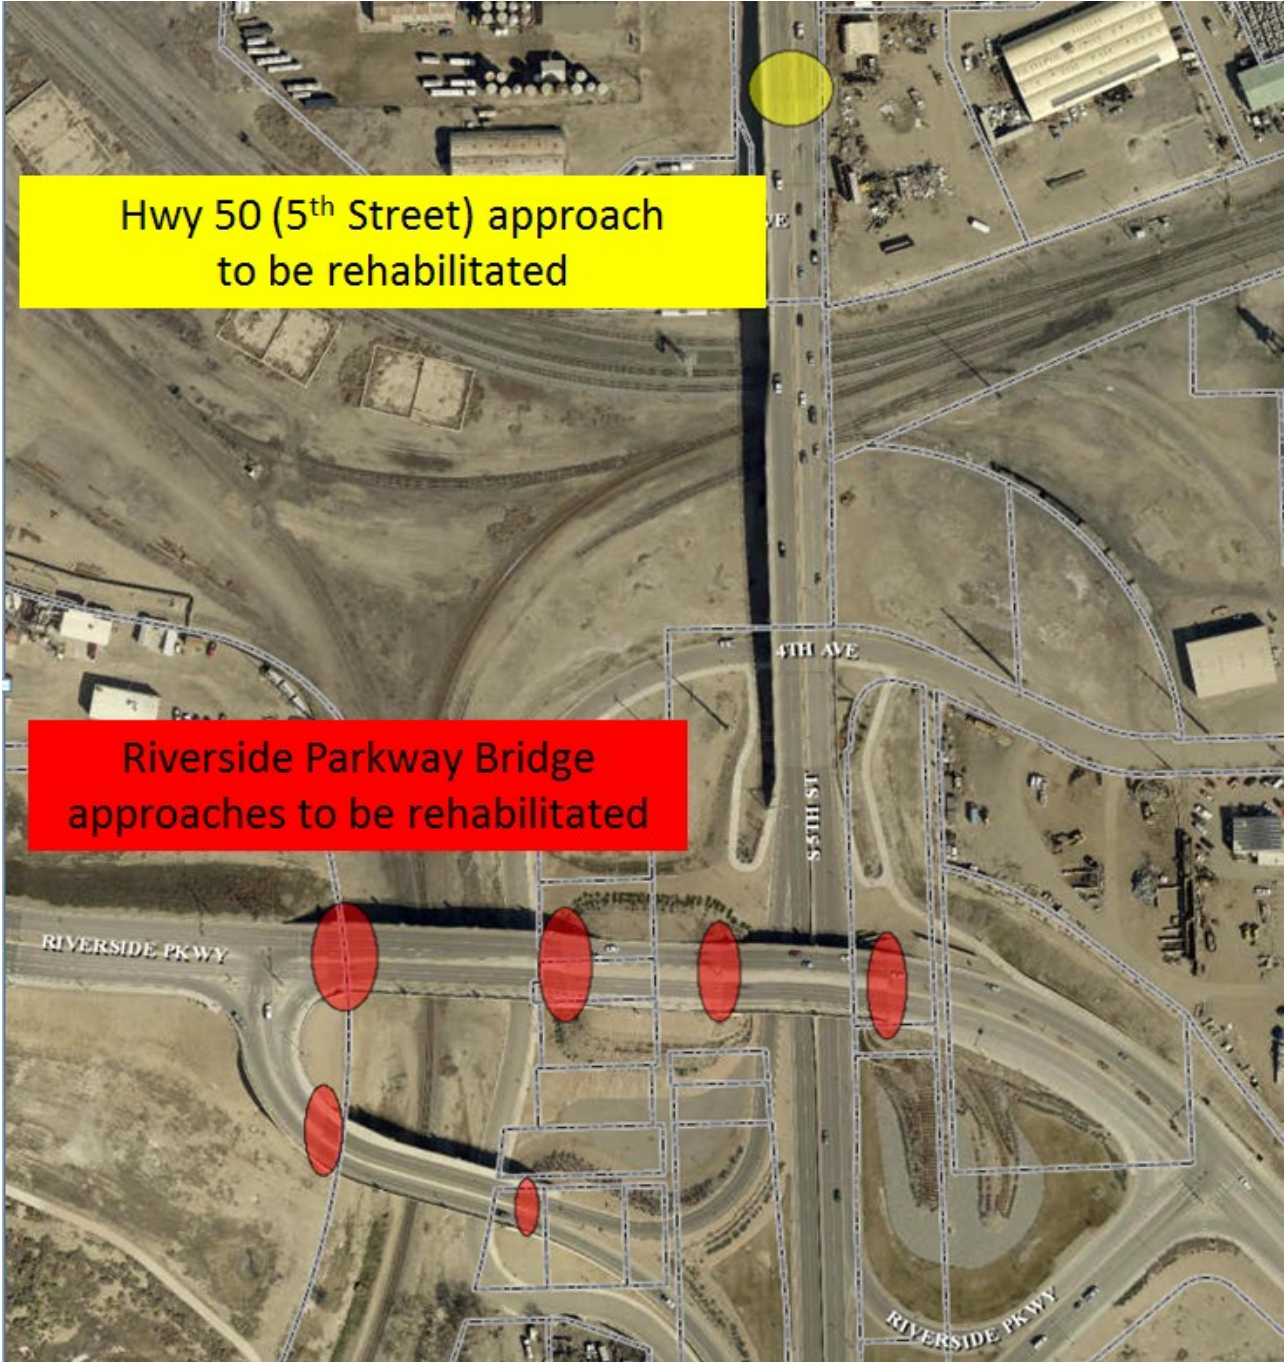 Hwy 50 (5th Street) approach
to be rehabilitated
VE
4TH AVE
Riverside Parkway Bridge
approaches to be rehabilitated
S 5TH ST
RIVERSIDE PKWY
RIVERSIDE PKWY